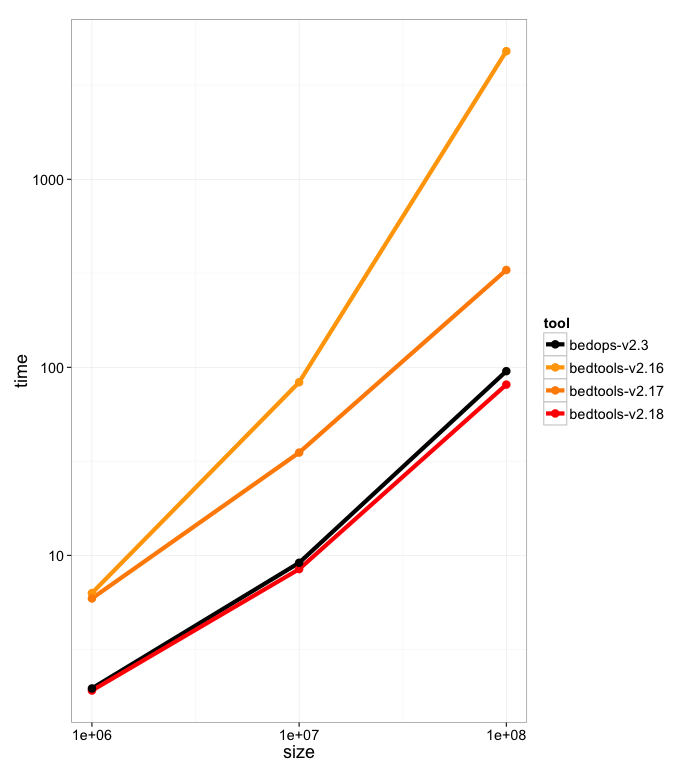 time
1000
100
10
1e+06
1e+07
1e+08
size
tool
bedops-v2.3
bedtools-v2.16
bedtools-v2.17
bedtools-v2.18